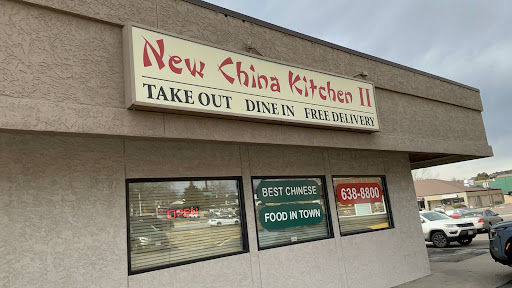 New China Kitchen II
TAKE OUT DINE IN FREE DELIVERY
OPEN
BEST CHINESE
FOOD IN TOWN
638-8800